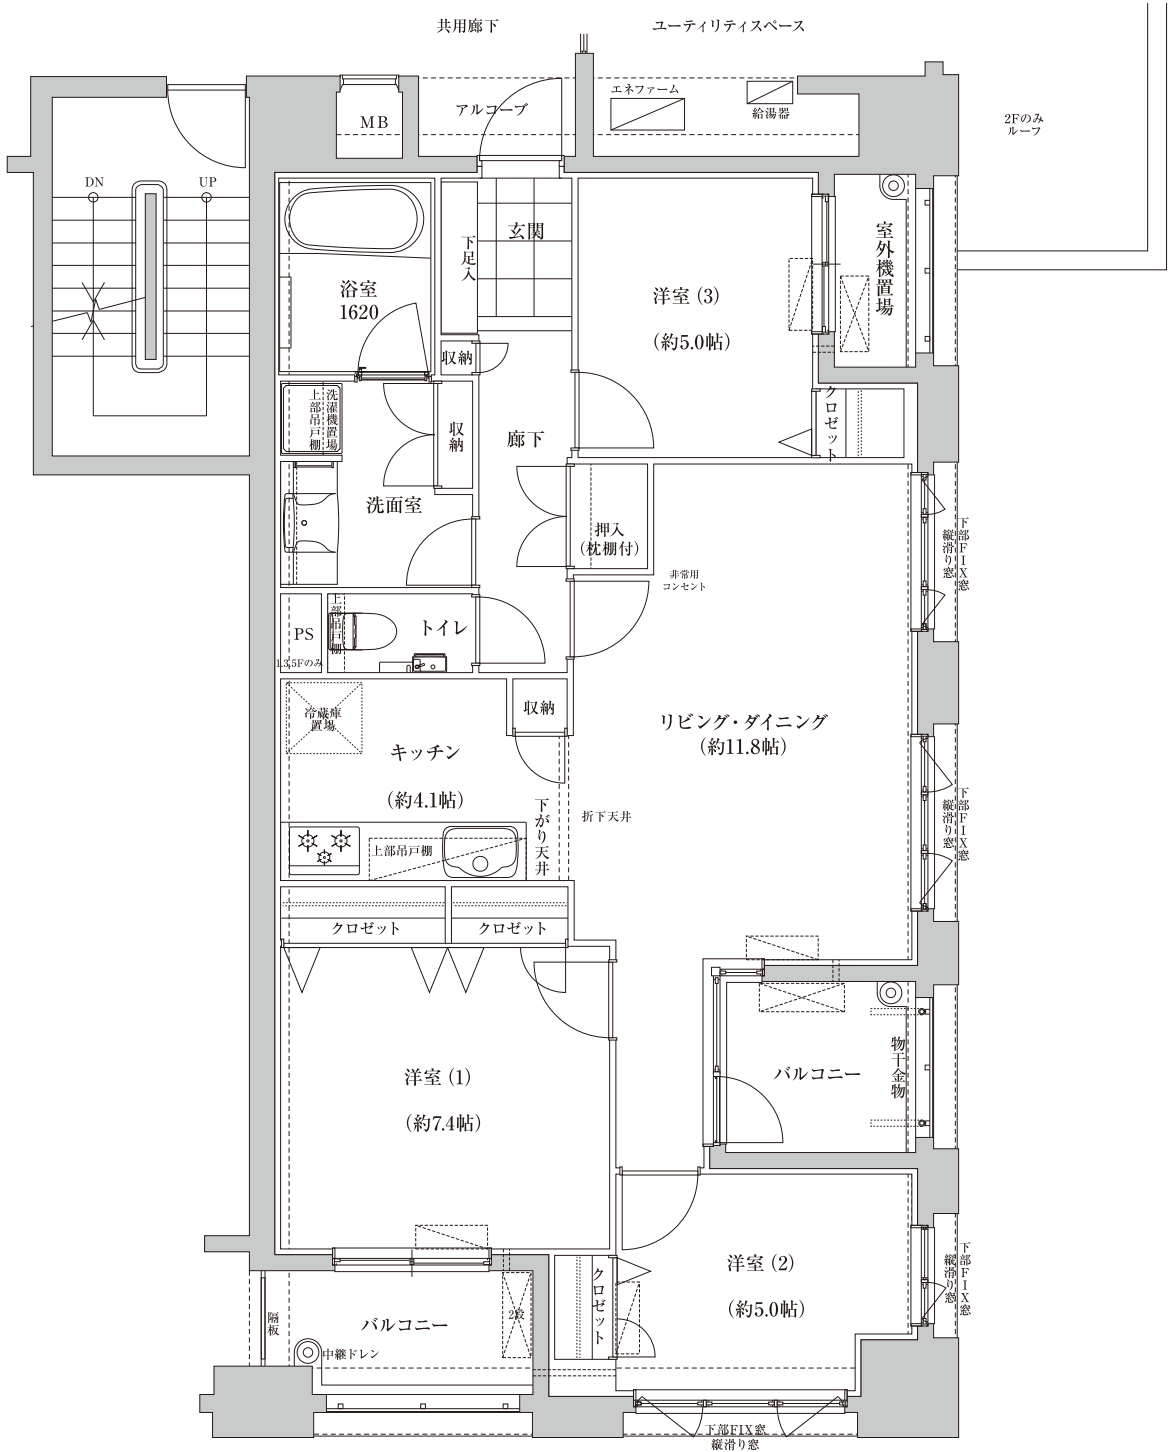 共用廊下
ユーティリティスペース
エネファーム
給湯器
アルコーブ
MB
2Fのみ
ルーフ
DN
UP
玄関
下足入
室外機置場
浴室
1620
洋室（3）
（約5.0帖）
収納
クロゼット
洗濯機置場
上部吊戸棚
収納
廊下
洗面室
押入
（枕棚付）
下部FIX窓
縦滑り窓
非常用
コンセント
上部吊戸棚
PS
トイレ
1,3,5Fのみ
冷蔵庫
置場
収納
リビング・ダイニング
（約11.8帖）
キッチン
（約4.1帖）
下がり天井
折下天井
下部FIX窓
縦滑り窓
上部吊戸棚
クロゼット
クロゼット
洋室（1）
（約7.4帖）
バルコニー
物干金物
洋室（2）
（約5.0帖）
クロゼット
下部FIX窓
縦滑り窓
隔板
バルコニー
2段
中継ドレン
下部FIX窓
縦滑り窓